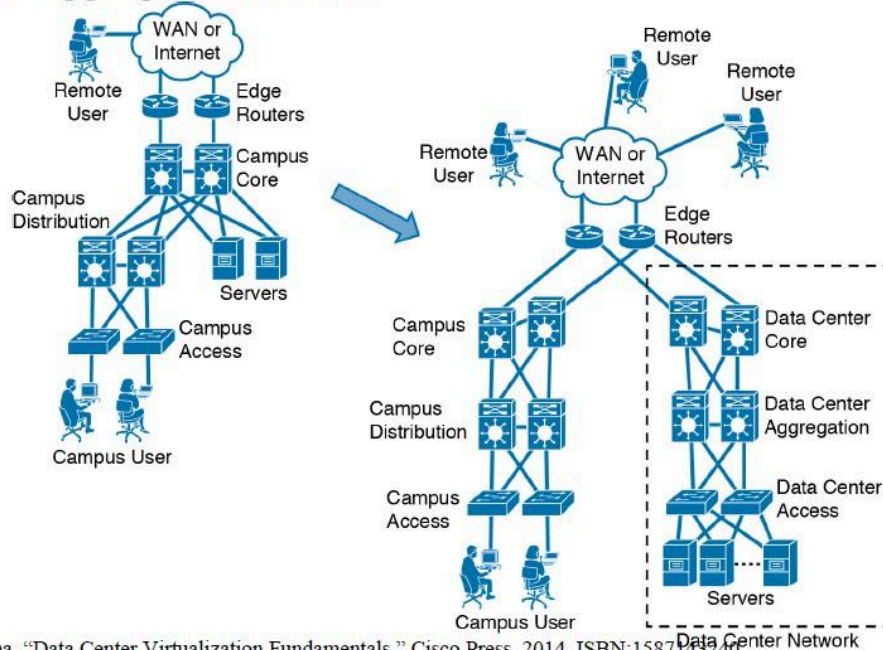 WAN or
Internet
Remote
User
Edge
Routers
Campus
Core
Campus
Distribution
Servers
Campus
Access
Campus User
Remote
User
Remote
User
Remote
User
WAN or
Internet
Edge
Routers
Campus
Core
Data Center
Core
Campus
Distribution
Data Center
Aggregation
Campus
Access
Data Center
Access
Servers
Campus User
Data Center Network
"Data Center Virtualization Fundamentals," Cisco Press, 2014, ISBN: